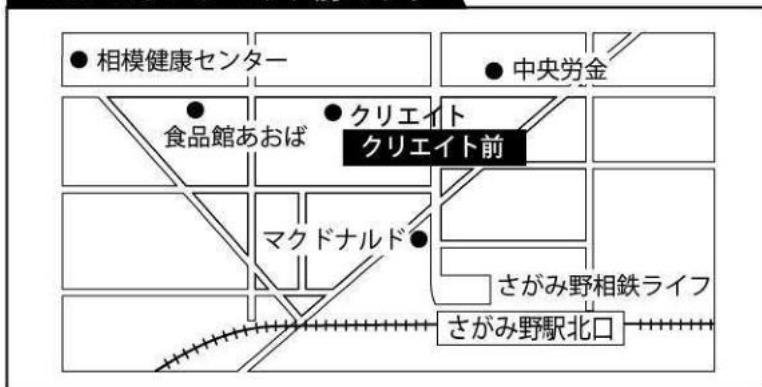 相模健康センター
中央労金
食品館あおば
クリエイト
クリエイト前
マクドナルド
さがみ野相鉄ライフ
さがみ野駅北口